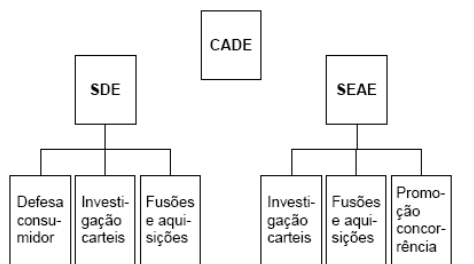 CADE
SDE
SEAE
Defesa
consu-
midor
Investi-
gação
carteis
Fusões
e aqui-
sições
Investi-
gação
carteis
Fusões
e aqui-
sições
Promo-
ção
concor-
rência